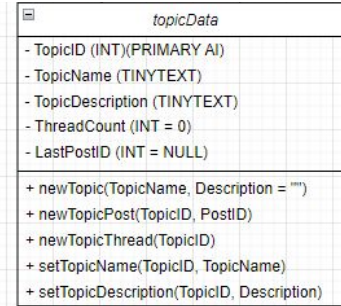 topicData
- TopicID (INT)(PRIMARY AI)
- TopicName (TINYTEXT)
- TopicDescription (TINYTEXT)
- ThreadCount (INT = 0)
- LastPostID (INT = NULL)
+ newTopic(TopicName, Description = "")
+ newTopicPost(TopicID, PostID)
+ newTopicThread(TopicID)
+ setTopicName(TopicID, TopicName)
+ setTopicDescription(TopicID, Description)